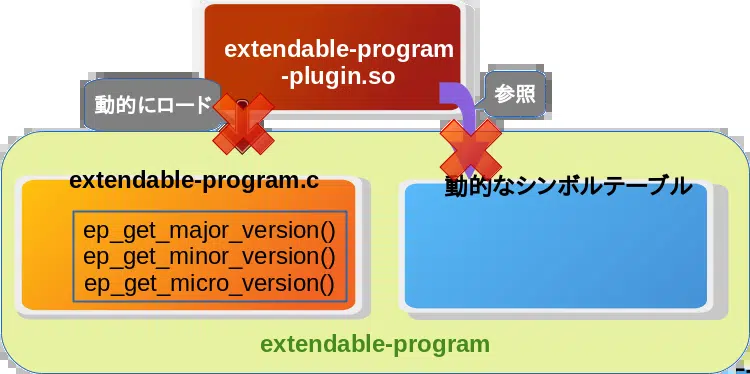 extendable-program
-plugin.so
動的にロード
参照
extendable-program.c
動的なシンボルテーブル
ep_get_major_version()
ep_get_minor_version()
ep_get_micro_version()
extendable-program